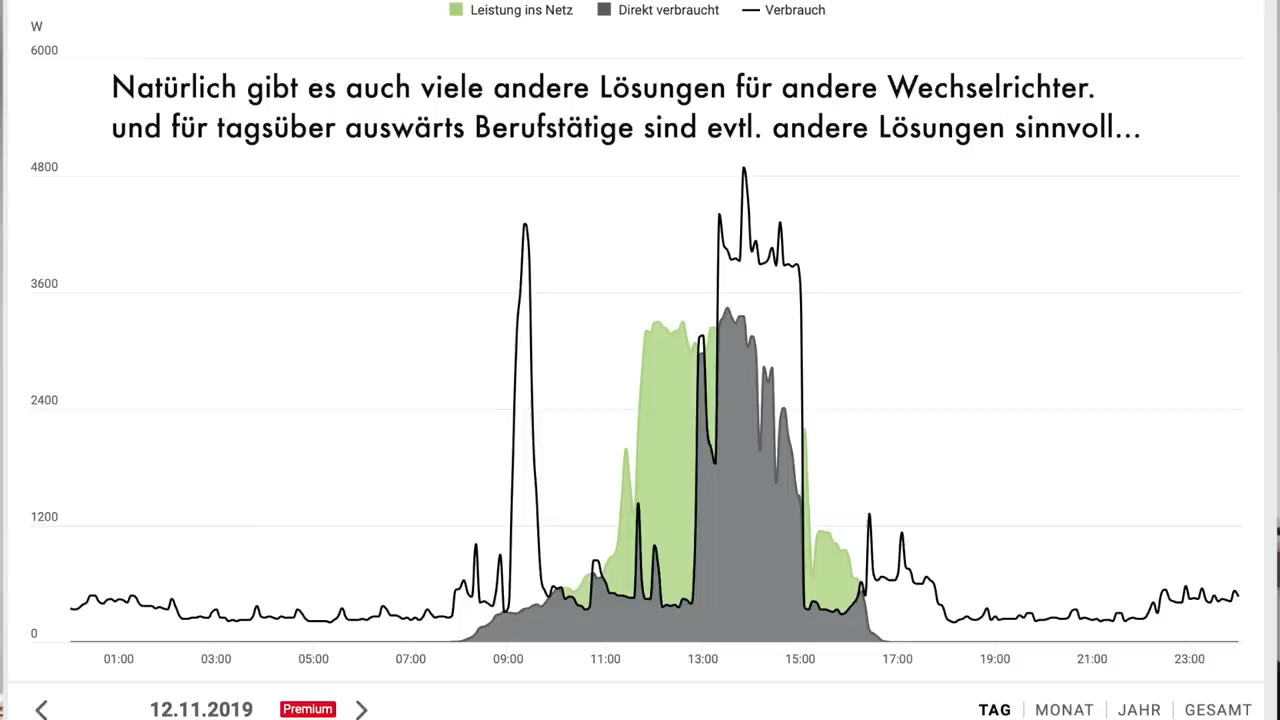 Leistung ins Netz Direkt verbraucht Verbrauch
W
6000
Natürlich gibt es auch viele andere Lösungen für andere Wechselrichter.
und für tagsüber auswärts Berufstätige sind evtl. andere Lösungen sinnvoll...
4800
3600
2400
1200
0
01:00 03:00 05:00 07:00 09:00 11:00 13:00 15:00 17:00 19:00 21:00 23:00
12.11.2019 Premium TAG | MONAT | JAHR | GESAMT